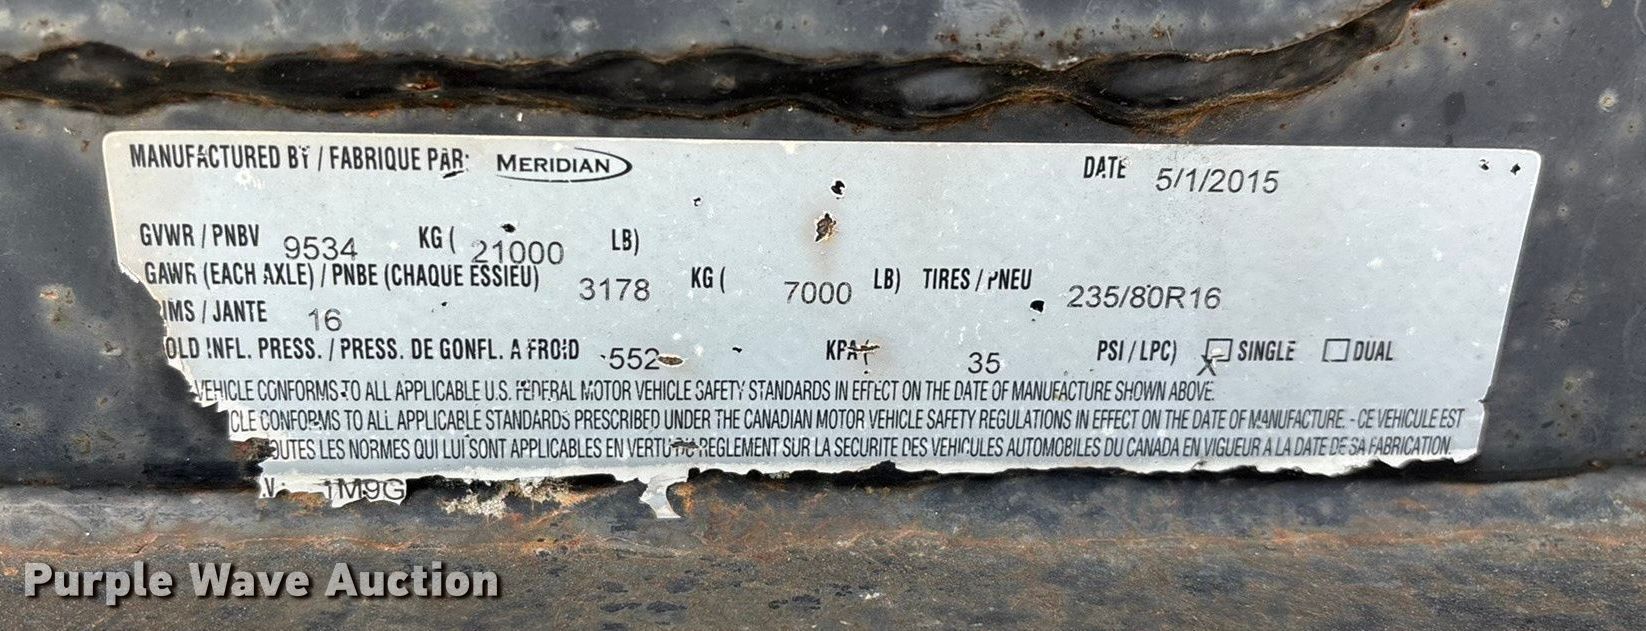 MANUFACTURED BY / FABRIQUE PAR: MERIDIAN DATE 5/1/2015
GVWR / PNBV 9534 KG ( 21000 LB)
GAWR (EACH AXLE) / PNBE (CHAQUE ESSIEU) 3178 KG ( 7000 LB) TIRES / PNEU 235/80R16
IMS / JANTE 16
OLD INFL. PRESS. / PRESS. DE GONFL. A FROID 552 KPA ( 35 PSI / LPC) X SINGLE DUAL
VEHICLE CONFORMS TO ALL APPLICABLE U.S. FEDERAL MOTOR VEHICLE SAFETY STANDARDS IN EFFECT ON THE DATE OF MANUFACTURE SHOWN ABOVE.
CLE CONFORMS TO ALL APPLICABLE STANDARDS PRESCRIBED UNDER THE CANADIAN MOTOR VEHICLE SAFETY REGULATIONS IN EFFECT ON THE DATE OF MANUFACTURE. - CE VEHICULE EST
OUTES LES NORMES QUI LUI SONT APPLICABLES EN VERTU REGLEMENT SUR LA SECURITE DES VEHICULES AUTOMOBILES DU CANADA EN VIGUEUR A LA DATE DE SA FABRICATION.
1M9G
Purple Wave Auction